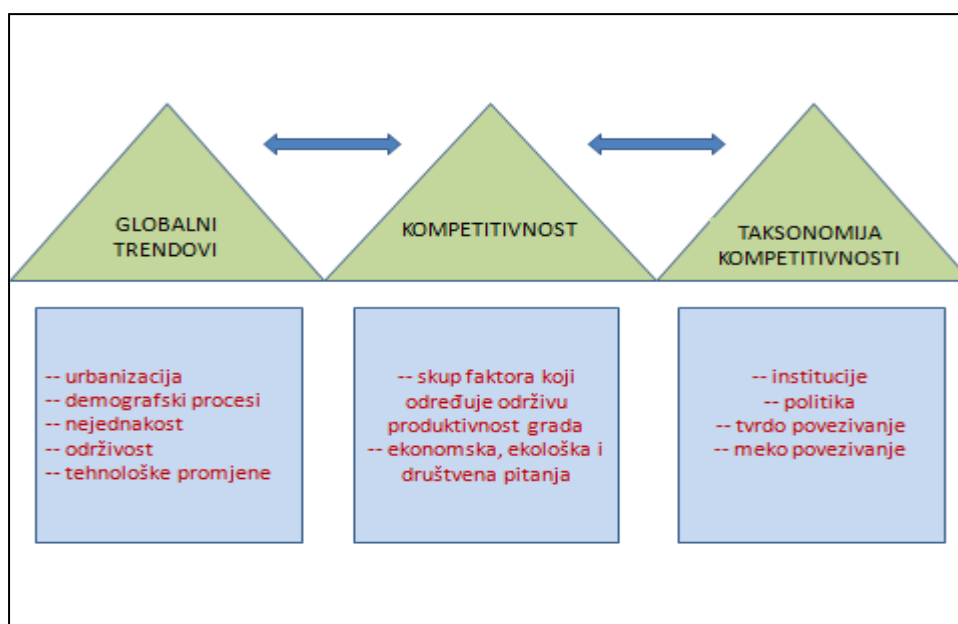 GLOBALNI
TRENDOVI
KOMPETITIVNOST
TAKSONOMIJA
KOMPETITIVNOSTI
-- urbanizacija
-- demografski procesi
-- nejednakost
-- održivost
-- tehnološke promjene
-- skup faktora koji
određuje održivu
produktivnost grada
-- ekonomska, ekološka i
društvena pitanja
-- institucije
-- politika
-- tvrdo povezivanje
-- meko povezivanje